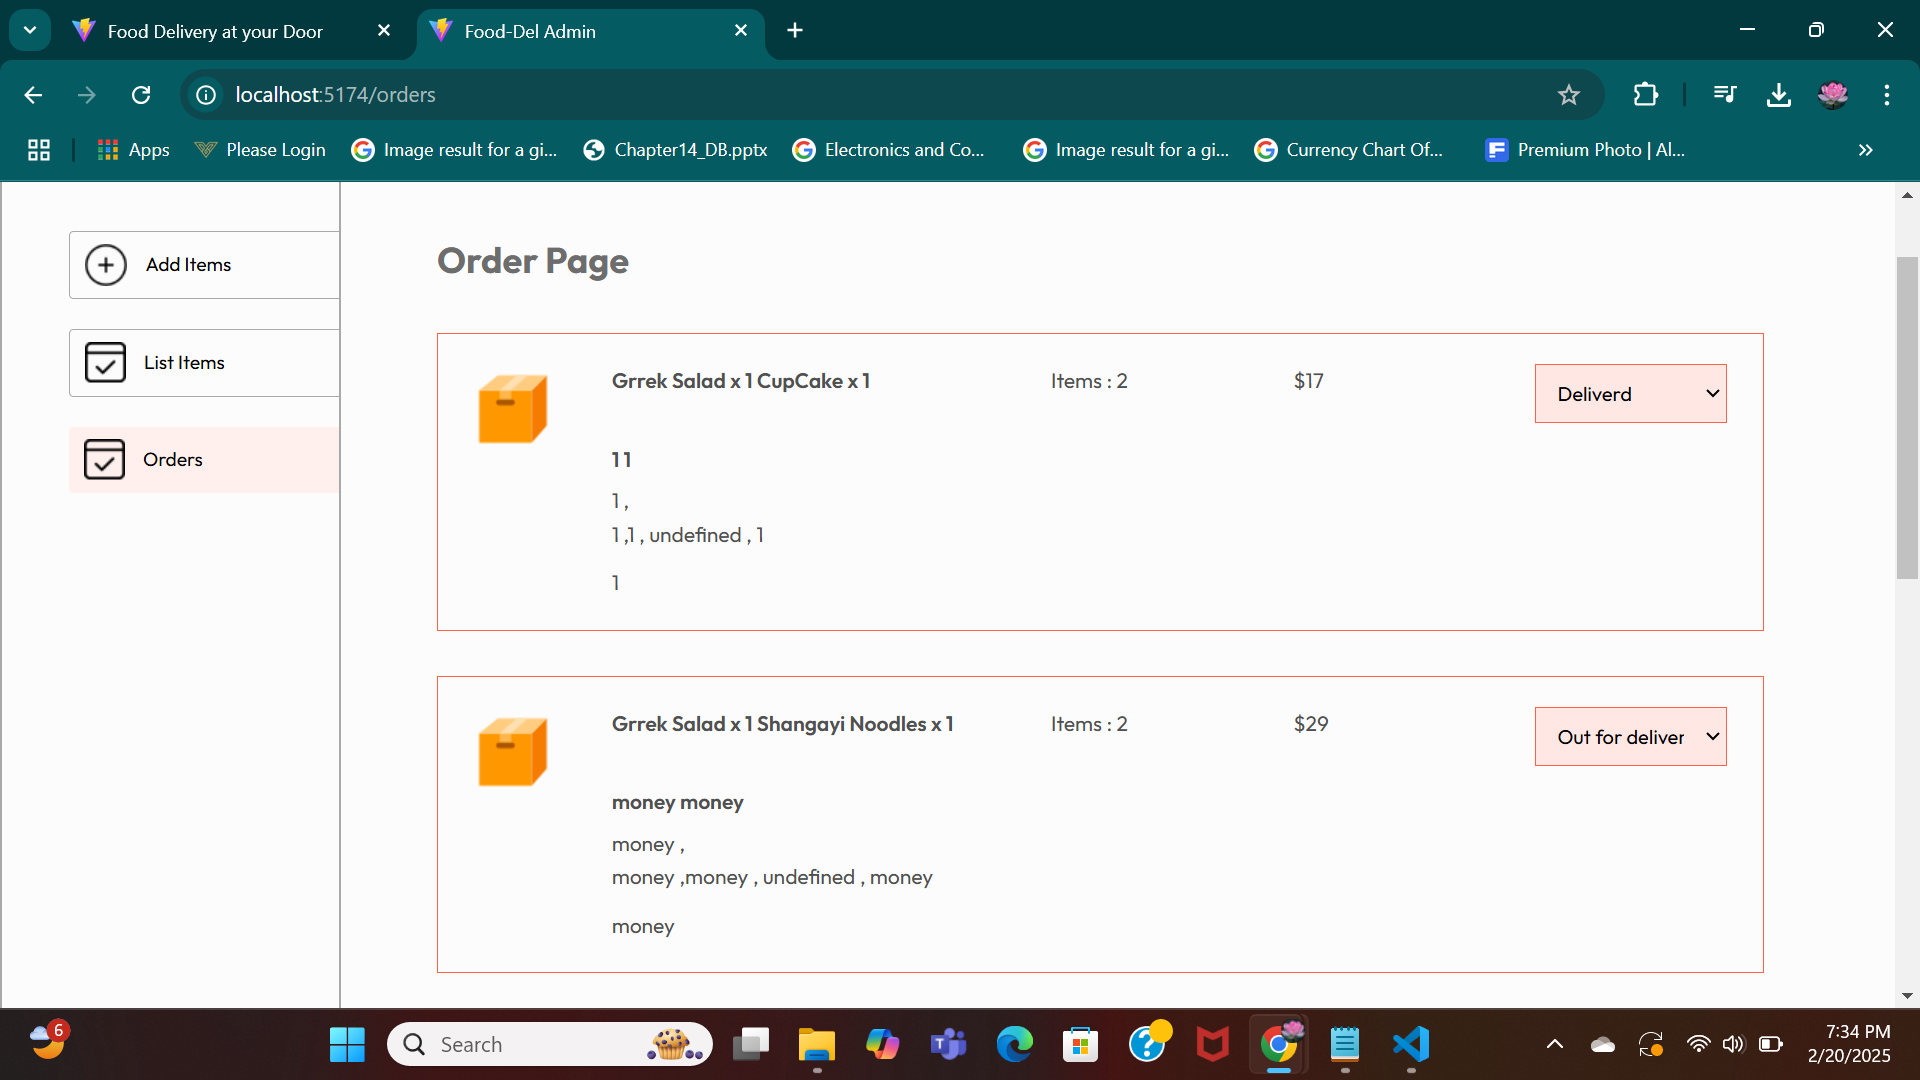 Food Delivery at your Door
Food-Del Admin
localhost:5174/orders
Apps
Please Login
Image result for a gi...
Chapter14_DB.pptx
Electronics and Co...
Image result for a gi...
Currency Chart Of...
Premium Photo | Al...
Add Items
List Items
Orders
Order Page
Grrek Salad x 1 CupCake x 1
Items : 2
$17
Deliverd
1 1
1 ,
1 ,1 , undefined , 1
1
Grrek Salad x 1 Shangayi Noodles x 1
Items : 2
$29
Out for deliver
money money
money ,
money ,money , undefined , money
money
6
Search
7:34 PM
2/20/2025